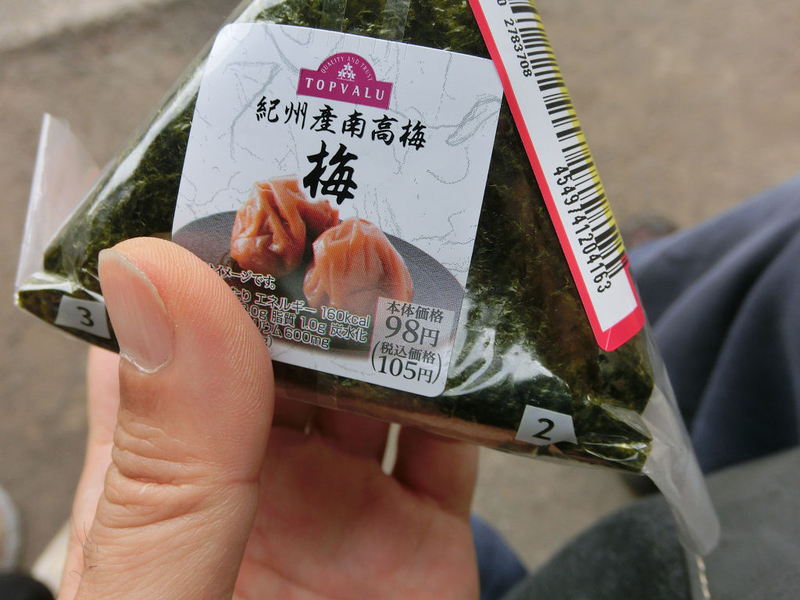 QUALITY AND TRUST
TOPVALU
紀州産南高梅
梅
イメージです。
エネルギー 160kcal
脂質 1.0g 炭水化
600mg
本体価格
98円
(税込価格)
(105円)
2783708
4549741204163
3
2